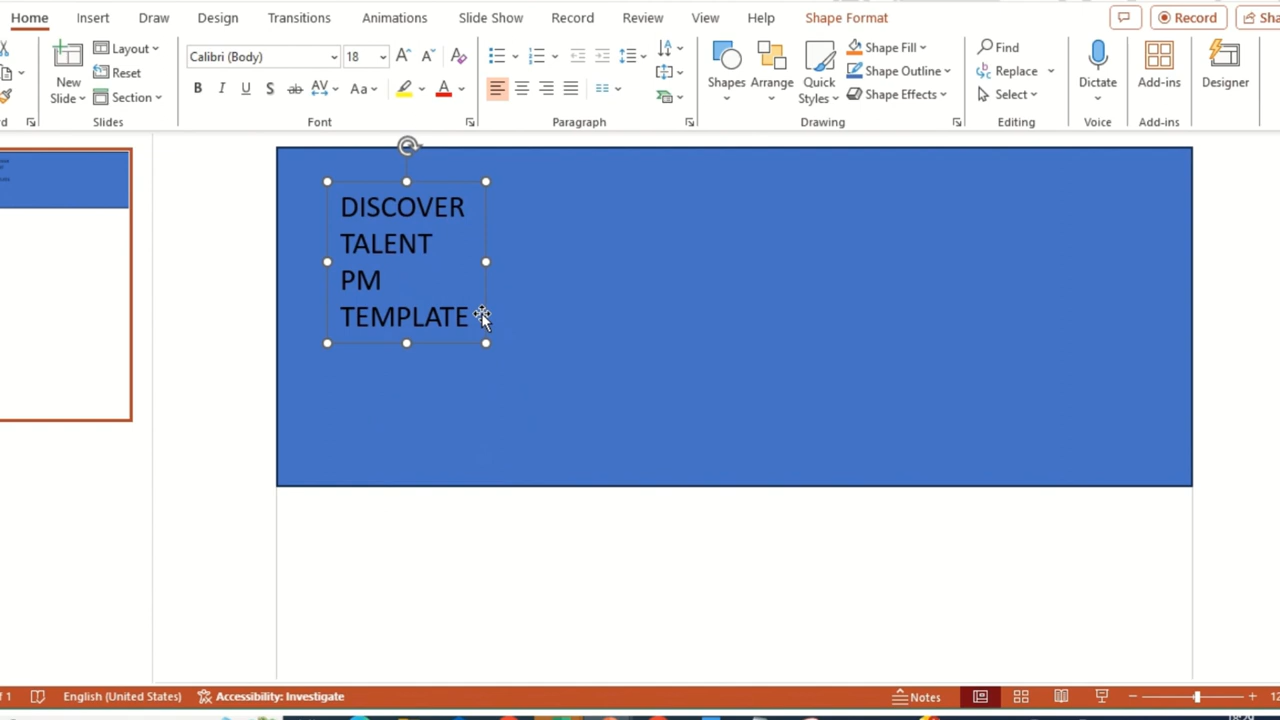 Home Insert Draw Design Transitions Animations Slide Show Record Review View Help Shape Format Record
New Slide
Layout
Reset
Section
Slides
Calibri (Body) 18
B I U S ab AV Aa A
Font
Paragraph
Shapes Arrange Quick Styles
Shape Fill
Shape Outline
Shape Effects
Drawing
Find
Replace
Select
Editing
Dictate
Voice
Add-ins
Add-ins
Designer
DISCOVER
TALENT
PM
TEMPLATE
English (United States) Accessibility: Investigate Notes